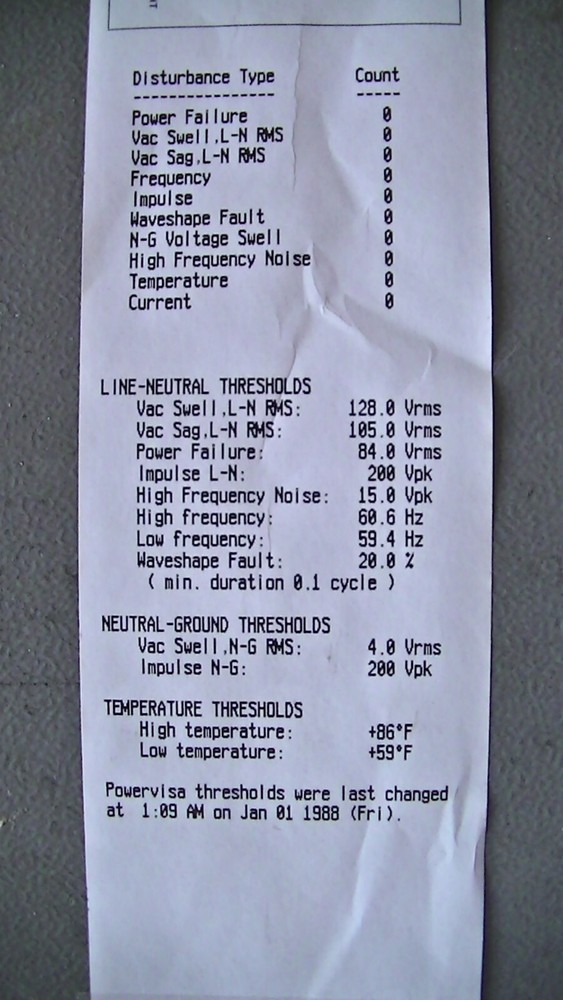 Disturbance Type Count
---------------- -----
Power Failure 0
Vac Swell,L-N RMS 0
Vac Sag,L-N RMS 0
Frequency 0
Impulse 0
Waveshape Fault 0
N-G Voltage Swell 0
High Frequency Noise 0
Temperature 0
Current 0
LINE-NEUTRAL THRESHOLDS
Vac Swell,L-N RMS: 128.0 Vrms
Vac Sag,L-N RMS: 105.0 Vrms
Power Failure: 84.0 Vrms
Impulse L-N: 200 Vpk
High Frequency Noise: 15.0 Vpk
High frequency: 60.6 Hz
Low frequency: 59.4 Hz
Waveshape Fault: 20.0 %
( min. duration 0.1 cycle )
NEUTRAL-GROUND THRESHOLDS
Vac Swell,N-G RMS: 4.0 Vrms
Impulse N-G: 200 Vpk
TEMPERATURE THRESHOLDS
High temperature: +86°F
Low temperature: +59°F
Powervisa thresholds were last changed
at 1:09 AM on Jan 01 1988 (Fri).